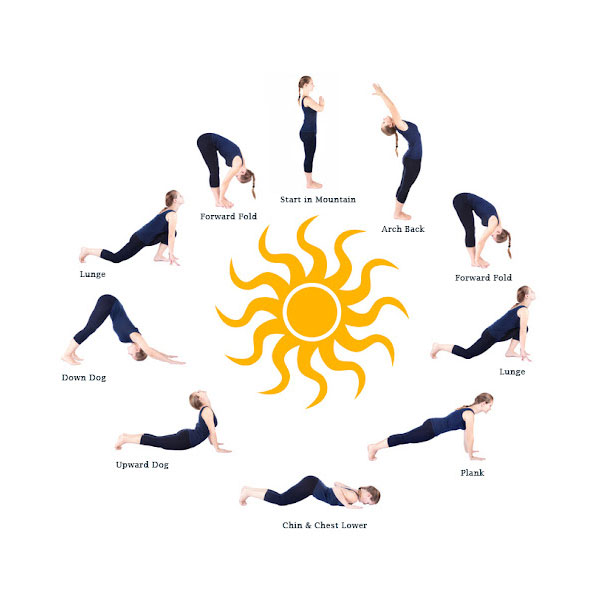 Start in Mountain
Arch Back
Forward Fold
Lunge
Plank
Chin & Chest Lower
Upward Dog
Down Dog
Lunge
Forward Fold